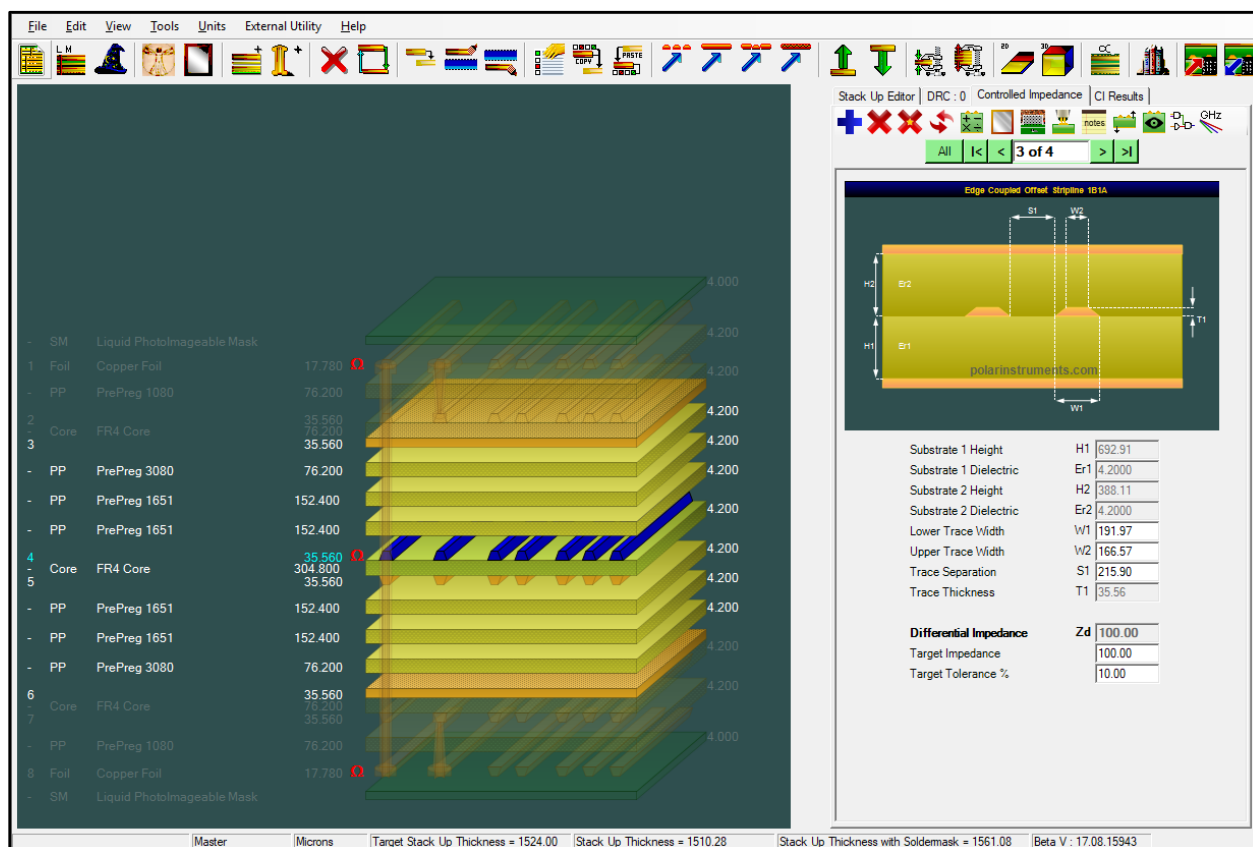 File Edit View Tools Units External Utility Help
L M
2D 3D CC
COPY PASTE
Stack Up Editor DRC : 0 Controlled Impedance CI Results
notes GHz
All |< < 3 of 4 > >|
Edge Coupled Offset Stripline 1B1A
S1 W2
H2 Er2
T1
H1 Er1
polarinstruments.com
W1
4.000
4.200
- SM Liquid PhotoImageable Mask
1 Foil Copper Foil 17.780 Ω 4.200
- PP PrePreg 1080 76.200 4.200
2 35.560
- Core FR4 Core 76.200 4.200
3 35.560 4.200
- PP PrePreg 3080 76.200 4.200
- PP PrePreg 1651 152.400 4.200
- PP PrePreg 1651 152.400 4.200
4 35.560 Ω 4.200
- Core FR4 Core 304.800
5 35.560 4.200
- PP PrePreg 1651 152.400 4.200
- PP PrePreg 1651 152.400 4.200
- PP PrePreg 3080 76.200 4.200
6 35.560 4.200
- Core FR4 Core 76.200
7 35.560
- PP PrePreg 1080 76.200 4.000
8 Foil Copper Foil 17.780 Ω
- SM Liquid PhotoImageable Mask
Substrate 1 Height H1 692.91
Substrate 1 Dielectric Er1 4.2000
Substrate 2 Height H2 388.11
Substrate 2 Dielectric Er2 4.2000
Lower Trace Width W1 191.97
Upper Trace Width W2 166.57
Trace Separation S1 215.90
Trace Thickness T1 35.56
Differential Impedance Zd 100.00
Target Impedance 100.00
Target Tolerance % 10.00
Master Microns Target Stack Up Thickness = 1524.00 Stack Up Thickness = 1510.28 Stack Up Thickness with Soldermask = 1561.08 Beta V : 17.08.15943